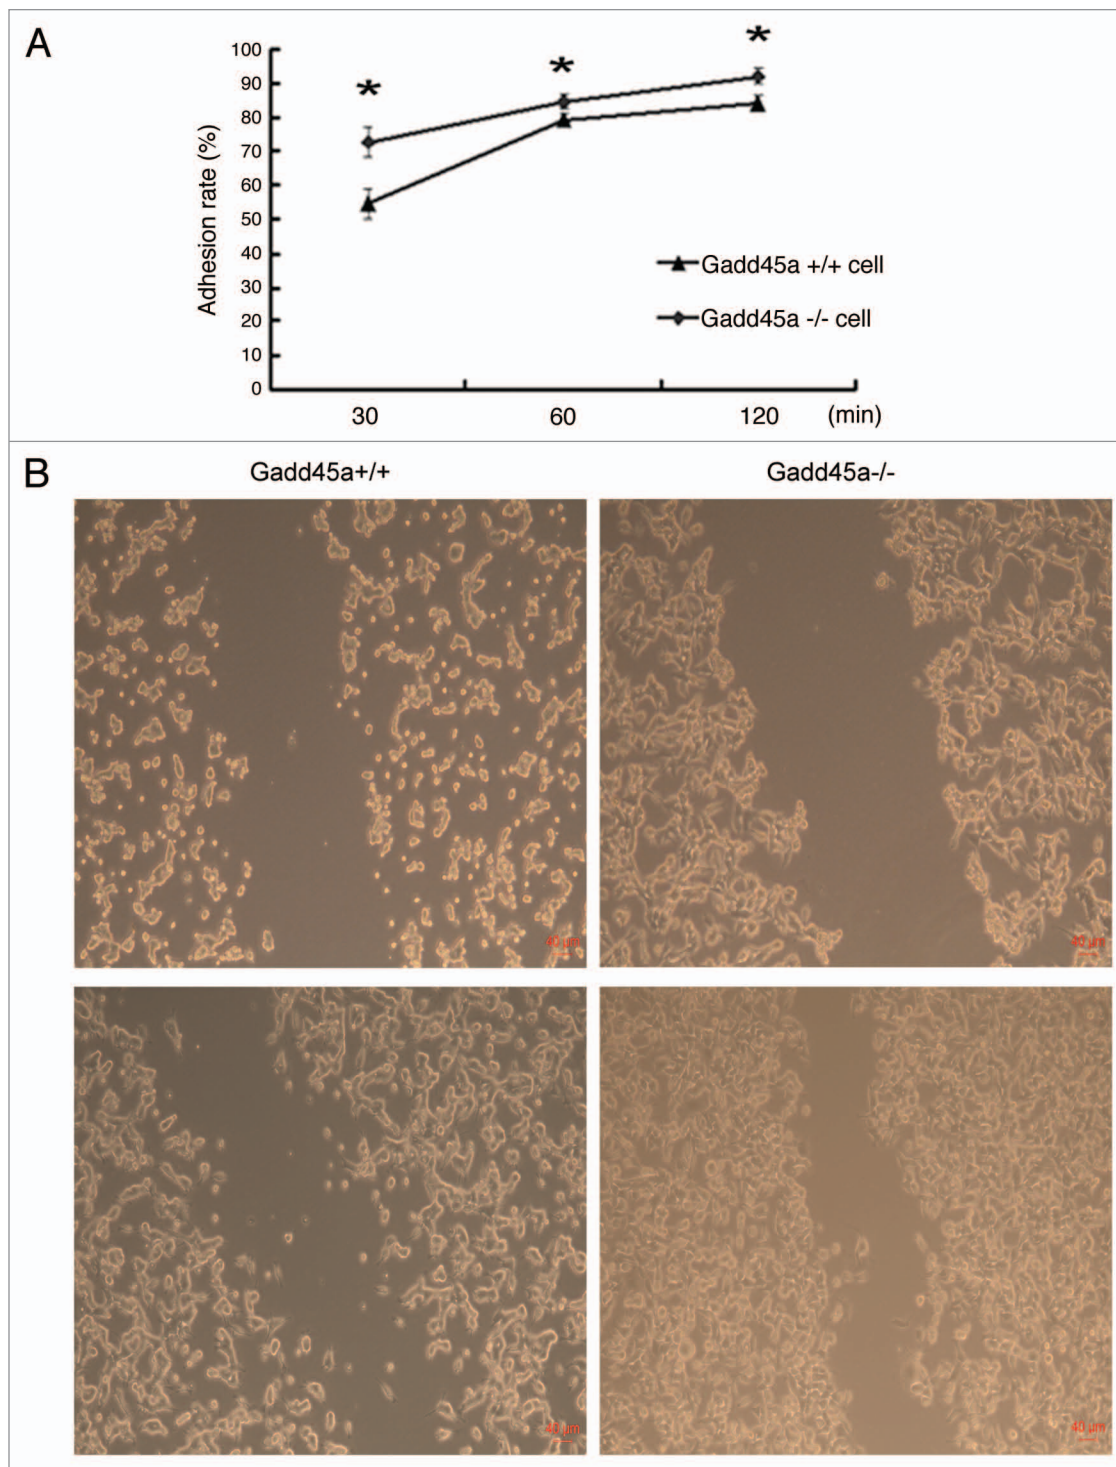 A
100
90
80
70
60
50
40
30
20
10
0
Adhesion rate (%)
*
*
*
Gadd45a +/+ cell
Gadd45a -/- cell
30 60 120 (min)
B
Gadd45a+/+ Gadd45a-/-
40 µm 40 µm
40 µm 40 µm